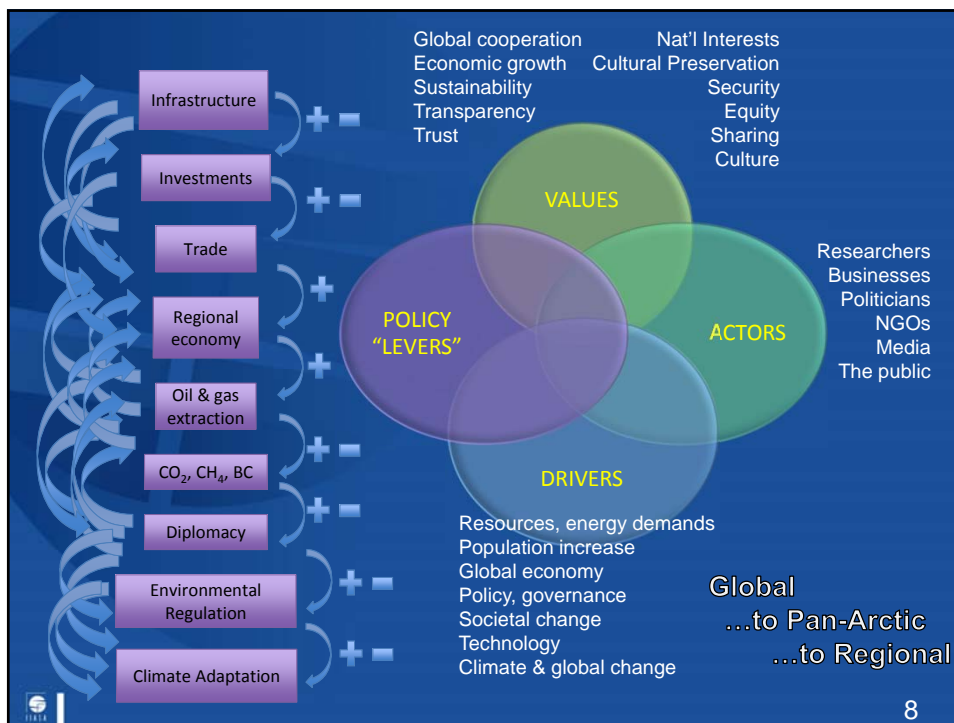 Infrastructure
Investments
Trade
Regional
economy
Oil & gas
extraction
CO₂, CH₄, BC
Diplomacy
Environmental
Regulation
Climate Adaptation
+ -
+ -
+
+
+ -
+ -
+ -
+ -
Global cooperation
Economic growth
Sustainability
Transparency
Trust
Nat'l Interests
Cultural Preservation
Security
Equity
Sharing
Culture
VALUES
POLICY
“LEVERS”
ACTORS
DRIVERS
Researchers
Businesses
Politicians
NGOs
Media
The public
Resources, energy demands
Population increase
Global economy
Policy, governance
Societal change
Technology
Climate & global change
Global
...to Pan-Arctic
...to Regional
IIASA
8